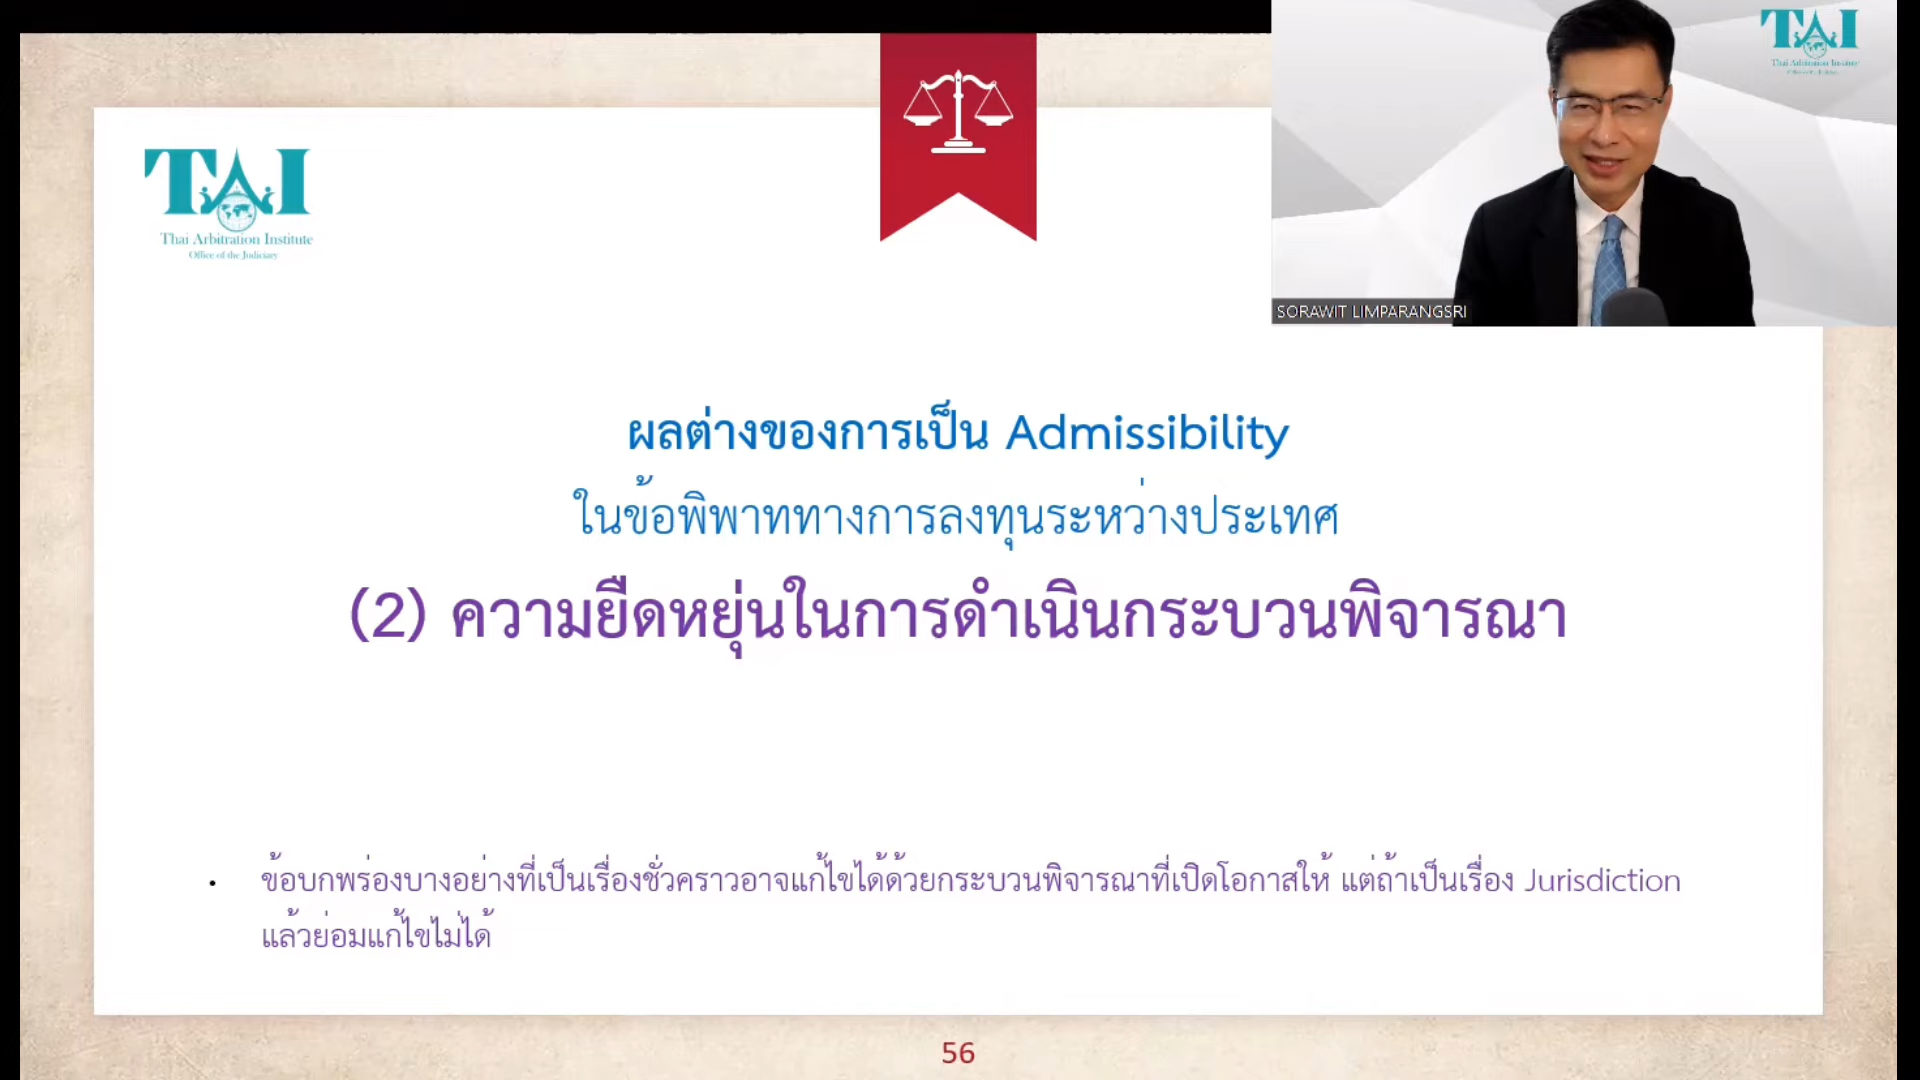 TAI
Thai Arbitration Institute
Office of the Judiciary
TAI
Thai Arbitration Institute
SORAWIT LIMPARANGSRI
ผลต่างของการเป็น Admissibility
ในข้อพิพาททางการลงทุนระหว่างประเทศ
(2) ความยืดหยุ่นในการดำเนินกระบวนพิจารณา
• ข้อบกพร่องบางอย่างที่เป็นเรื่องชั่วคราวอาจแก้ไขได้ด้วยกระบวนพิจารณาที่เปิดโอกาสให้ แต่ถ้าเป็นเรื่อง Jurisdiction
แล้วย่อมแก้ไขไม่ได้
56